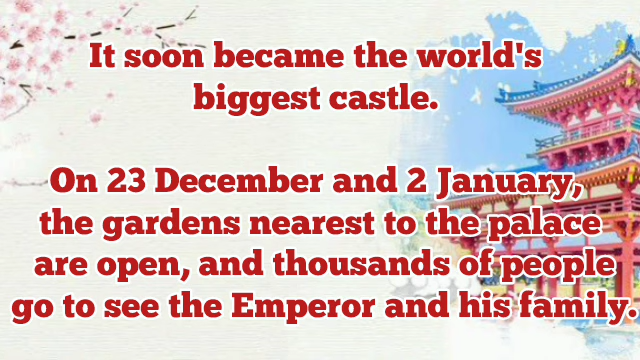 It soon became the world's
biggest castle.
On 23 December and 2 January,
the gardens nearest to the palace
are open, and thousands of people
go to see the Emperor and his family.